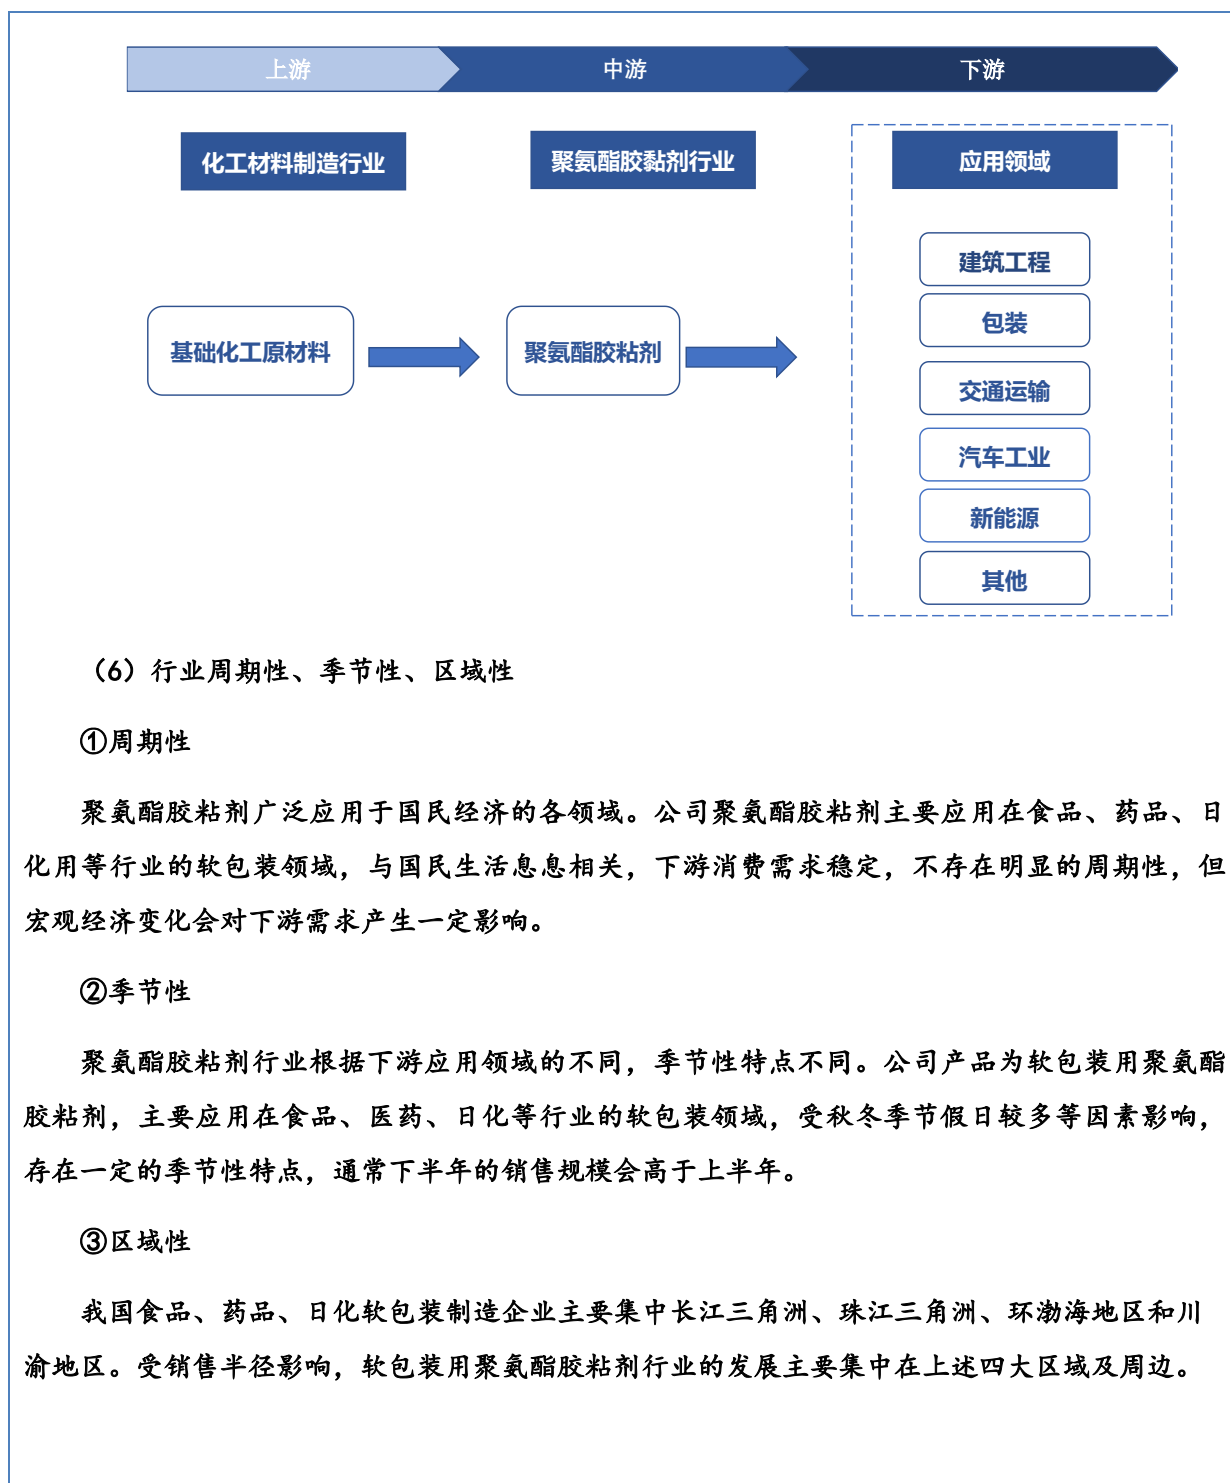 上游 中游 下游
化工材料制造行业 聚氨酯胶黏剂行业 应用领域
建筑工程
包装
基础化工原材料 聚氨酯胶粘剂
交通运输
汽车工业
新能源
其他
（6）行业周期性、季节性、区域性
①周期性
聚氨酯胶粘剂广泛应用于国民经济的各领域。公司聚氨酯胶粘剂主要应用在食品、药品、日
化用等行业的软包装领域，与国民生活息息相关，下游消费需求稳定，不存在明显的周期性，但
宏观经济变化会对下游需求产生一定影响。
②季节性
聚氨酯胶粘剂行业根据下游应用领域的不同，季节性特点不同。公司产品为软包装用聚氨酯
胶粘剂，主要应用在食品、医药、日化等行业的软包装领域，受秋冬季节假日较多等因素影响，
存在一定的季节性特点，通常下半年的销售规模会高于上半年。
③区域性
我国食品、药品、日化软包装制造企业主要集中长江三角洲、珠江三角洲、环渤海地区和川
渝地区。受销售半径影响，软包装用聚氨酯胶粘剂行业的发展主要集中在上述四大区域及周边。